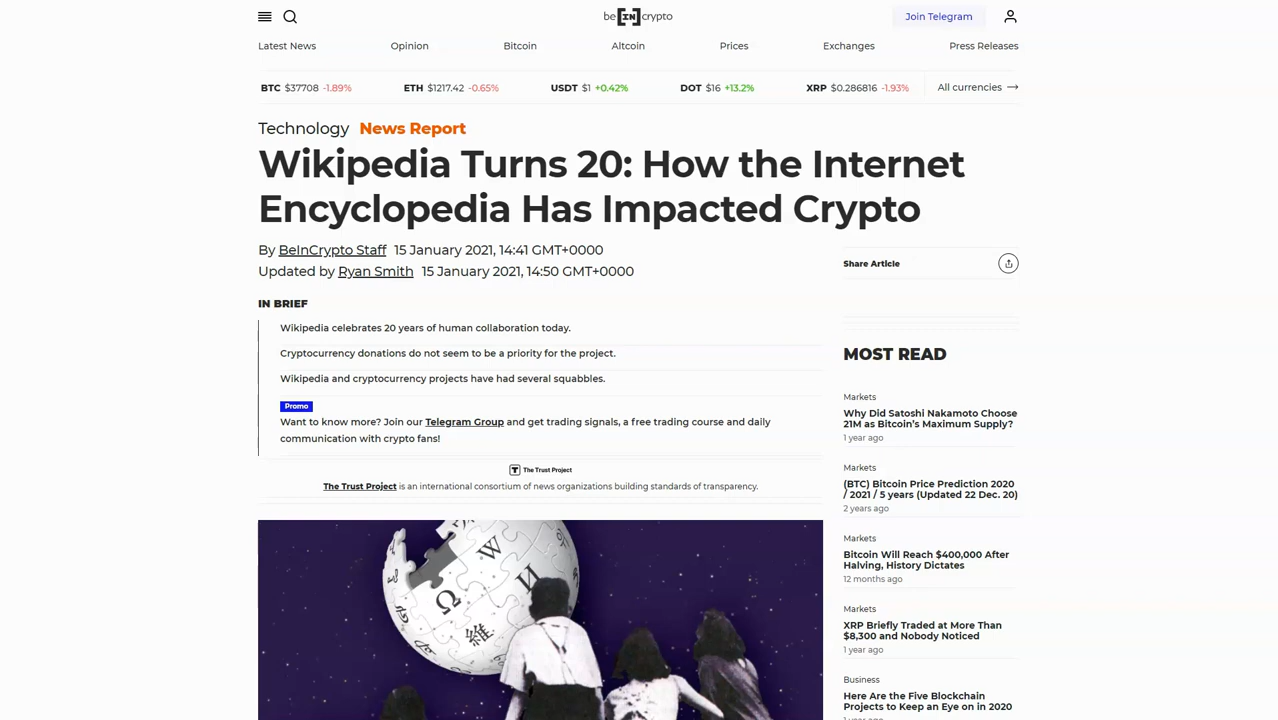 be[IN]crypto
Join Telegram
Latest News
Opinion
Bitcoin
Altcoin
Prices
Exchanges
Press Releases
BTC $37708 -1.89%
ETH $1217.42 -0.65%
USDT $1 +0.42%
DOT $16 +13.2%
XRP $0.286816 -1.93%
All currencies
Technology News Report
Wikipedia Turns 20: How the Internet
Encyclopedia Has Impacted Crypto
By BeInCrypto Staff 15 January 2021, 14:41 GMT+0000
Updated by Ryan Smith 15 January 2021, 14:50 GMT+0000
IN BRIEF
Wikipedia celebrates 20 years of human collaboration today.
Cryptocurrency donations do not seem to be a priority for the project.
Wikipedia and cryptocurrency projects have had several squabbles.
Promo
Want to know more? Join our Telegram Group and get trading signals, a free trading course and daily
communication with crypto fans!
T The Trust Project
The Trust Project is an international consortium of news organizations building standards of transparency.
W
Ω
И
維
Share Article
MOST READ
Markets
Why Did Satoshi Nakamoto Choose
21M as Bitcoin's Maximum Supply?
1 year ago
Markets
(BTC) Bitcoin Price Prediction 2020
/ 2021 / 5 years (Updated 22 Dec. 20)
2 years ago
Markets
Bitcoin Will Reach $400,000 After
Halving, History Dictates
12 months ago
Markets
XRP Briefly Traded at More Than
$8,300 and Nobody Noticed
1 year ago
Business
Here Are the Five Blockchain
Projects to Keep an Eye on in 2020
1 year ago